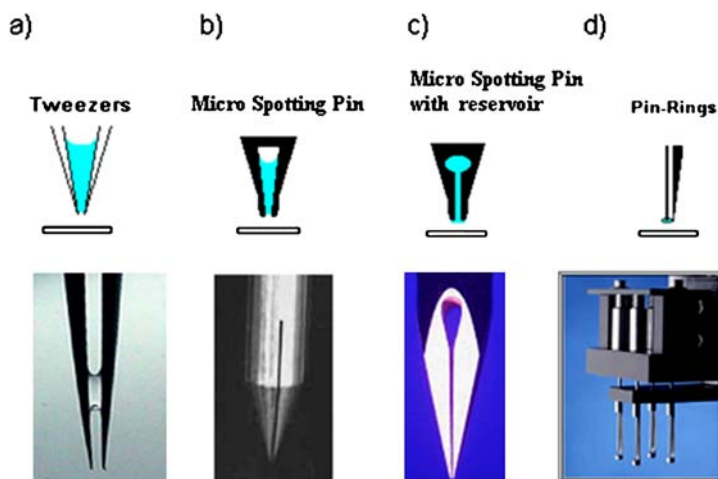 a)
b)
c)
d)
Tweezers
Micro Spotting Pin
Micro Spotting Pin
with reservoir
Pin-Rings